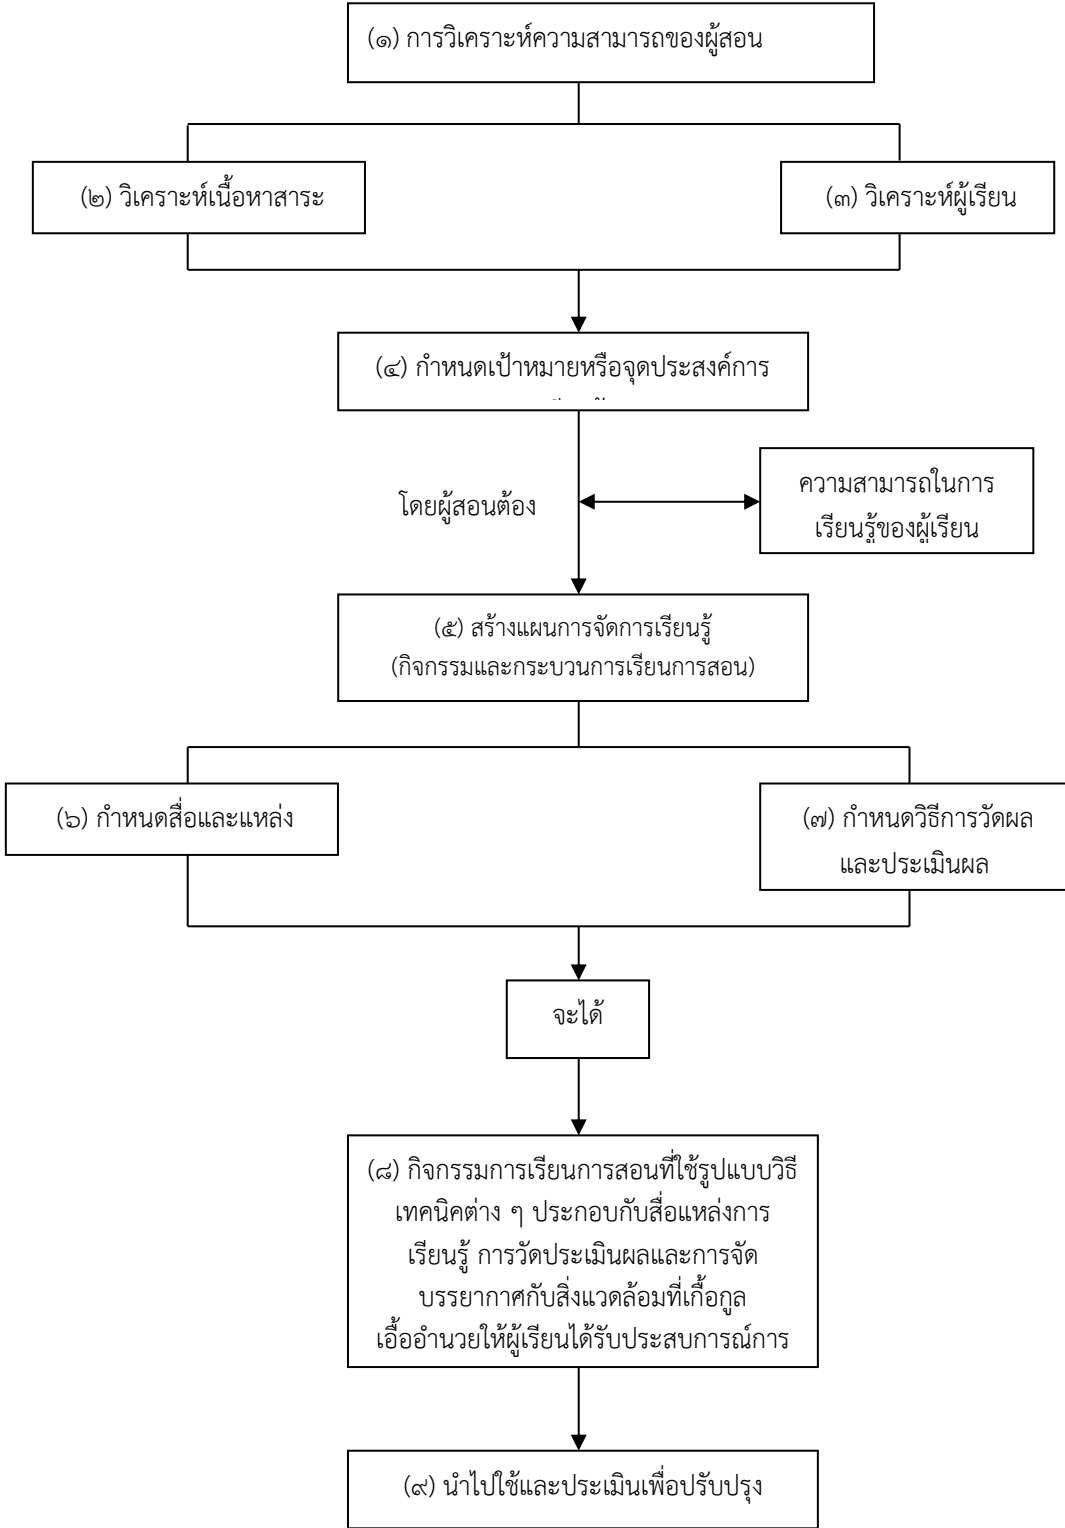 (๑) การวิเคราะห์ความสามารถของผู้สอน
(๒) วิเคราะห์เนื้อหาสาระ
(๓) วิเคราะห์ผู้เรียน
(๔) กำหนดเป้าหมายหรือจุดประสงค์การ
โดยผู้สอนต้อง
ความสามารถในการ
เรียนรู้ของผู้เรียน
(๕) สร้างแผนการจัดการเรียนรู้
(กิจกรรมและกระบวนการเรียนการสอน)
(๖) กำหนดสื่อและแหล่ง
(๗) กำหนดวิธีการวัดผล
และประเมินผล
จะได้
(๘) กิจกรรมการเรียนการสอนที่ใช้รูปแบบวิธี
เทคนิคต่าง ๆ ประกอบกับสื่อแหล่งการ
เรียนรู้ การวัดประเมินผลและการจัด
บรรยากาศกับสิ่งแวดล้อมที่เกื้อกูล
เอื้ออำนวยให้ผู้เรียนได้รับประสบการณ์การ
(๙) นำไปใช้และประเมินเพื่อปรับปรุง